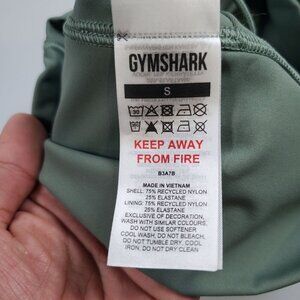 GYMSHARK
S
30
KEEP AWAY
FROM FIRE
B3A7B
MADE IN VIETNAM
SHELL: 75% RECYCLED NYLON
25% ELASTANE
LINING: 75% RECYCLED NYLON
25% ELASTANE
EXCLUSIVE OF DECORATION,
WASH WITH SIMILAR COLOURS.
DO NOT USE SOFTENER.
COOL WASH, DO NOT BLEACH,
DO NOT TUMBLE DRY, COOL
IRON, DO NOT DRY CLEAN